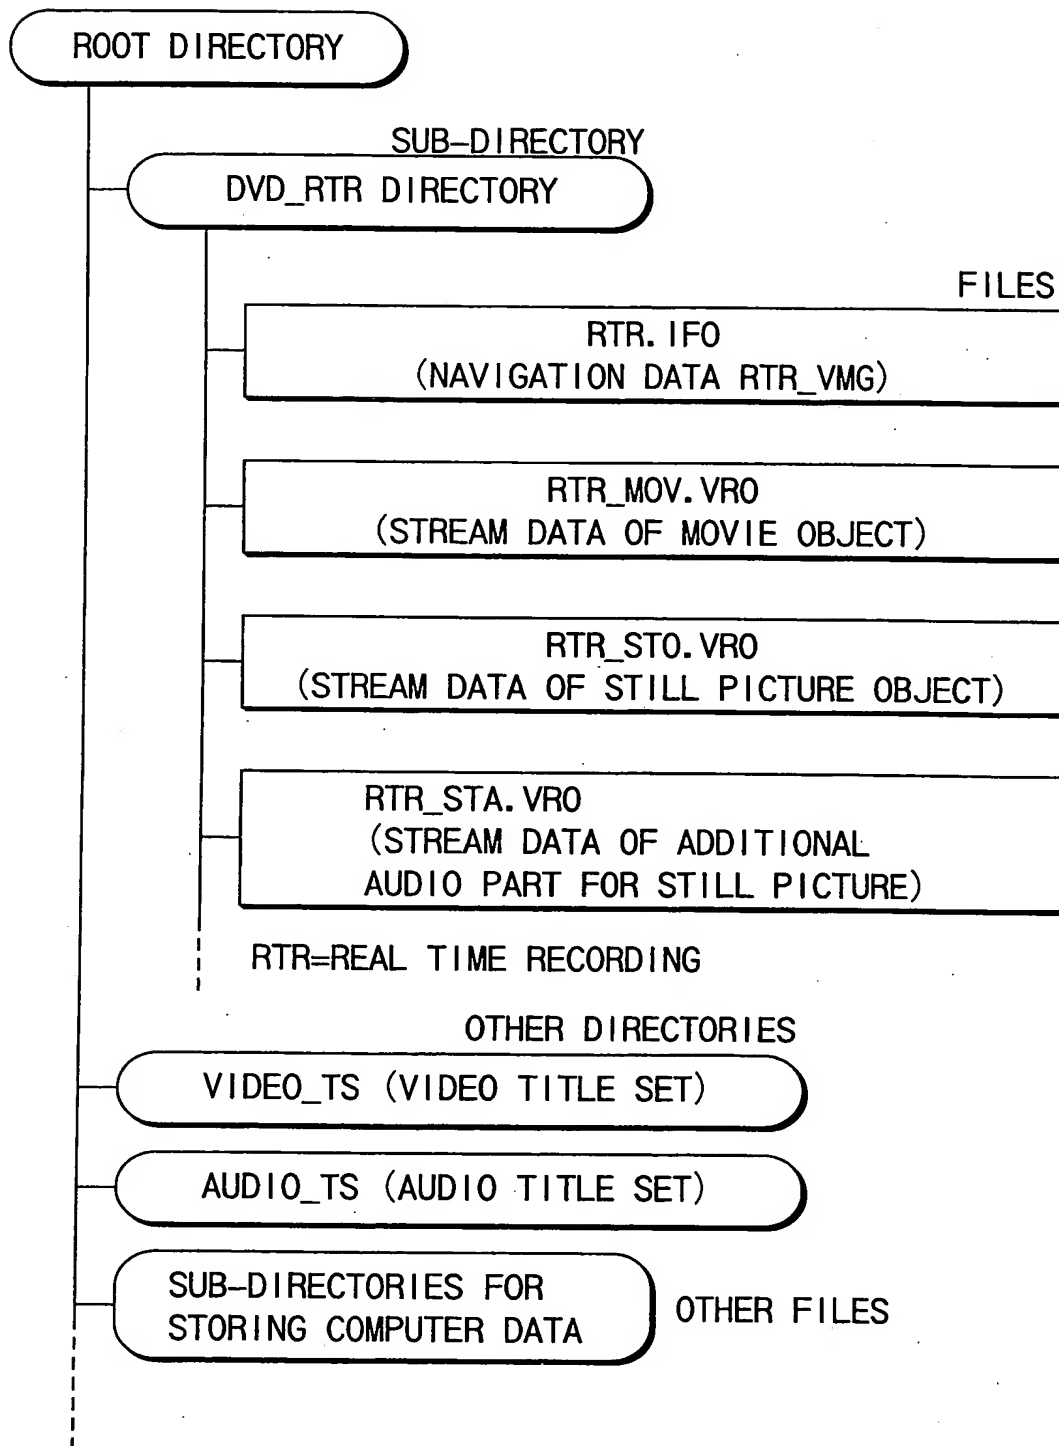 ROOT DIRECTORY
SUB-DIRECTORY
DVD_RTR DIRECTORY
FILES
RTR.IFO
(NAVIGATION DATA RTR_VMG)
RTR_MOV.VRO
(STREAM DATA OF MOVIE OBJECT)
RTR_STO.VRO
(STREAM DATA OF STILL PICTURE OBJECT)
RTR_STA.VRO
(STREAM DATA OF ADDITIONAL
AUDIO PART FOR STILL PICTURE)
RTR=REAL TIME RECORDING
OTHER DIRECTORIES
VIDEO_TS (VIDEO TITLE SET)
AUDIO_TS (AUDIO TITLE SET)
SUB-DIRECTORIES FOR
STORING COMPUTER DATA
OTHER FILES